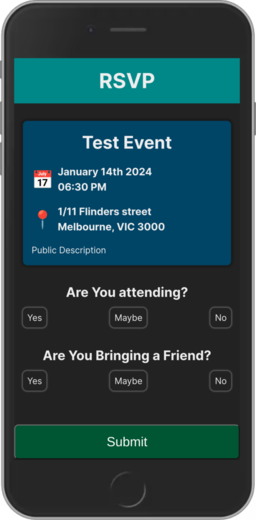 RSVP
Test Event
17
January 14th 2024
06:30 PM
1/11 Flinders street
Melbourne, VIC 3000
Public Description
Are You attending?
Yes Maybe No
Are You Bringing a Friend?
Yes Maybe No
Submit